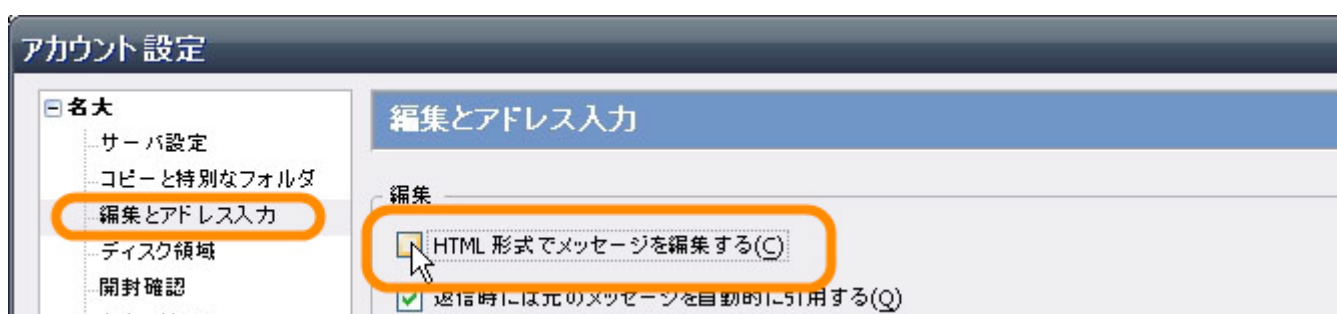 アカウント設定
名大
サーバ設定
コピーと特別なフォルダ
編集とアドレス入力
ディスク領域
開封確認
編集とアドレス入力
編集
HTML 形式でメッセージを編集する(C)
返信時には元のメッセージを自動的に引用する(Q)